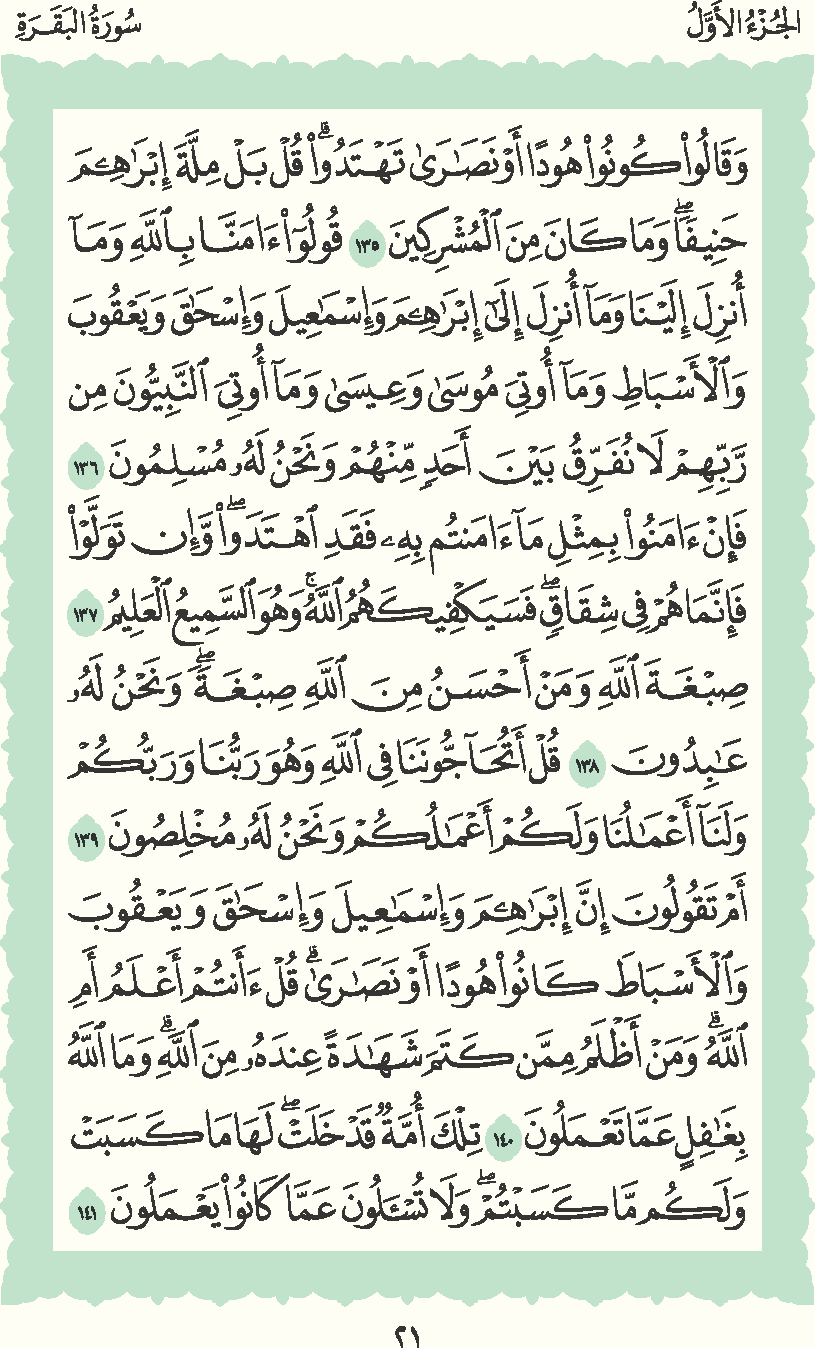 الجُزْءُ الأَوَّلُ
سُورَةُ البَقَرَةِ
وَقَالُوا۟ كُونُوا۟ هُودًا أَوْ نَصَٰرَىٰ تَهْتَدُوا۟ ۗ قُلْ بَلْ مِلَّةَ إِبْرَٰهِـۧمَ
حَنِيفًا ۖ وَمَا كَانَ مِنَ ٱلْمُشْرِكِينَ ١٣٥ قُولُوٓا۟ ءَامَنَّا بِٱللَّهِ وَمَآ
أُنزِلَ إِلَيْنَا وَمَآ أُنزِلَ إِلَىٰٓ إِبْرَٰهِـۧمَ وَإِسْمَٰعِيلَ وَإِسْحَٰقَ وَيَعْقُوبَ
وَٱلْأَسْبَاطِ وَمَآ أُوتِىَ مُوسَىٰ وَعِيسَىٰ وَمَآ أُوتِىَ ٱلنَّبِيُّونَ مِن
رَّبِّهِمْ لَا نُفَرِّقُ بَيْنَ أَحَدٍ مِّنْهُمْ وَنَحْنُ لَهُۥ مُسْلِمُونَ ١٣٦
فَإِنْ ءَامَنُوا۟ بِمِثْلِ مَآ ءَامَنتُم بِهِۦ فَقَدِ ٱهْتَدَوا۟ ۖ وَّإِن تَوَلَّوْا۟
فَإِنَّمَا هُمْ فِى شِقَاقٍ ۖ فَسَيَكْفِيكَهُمُ ٱللَّهُ ۚ وَهُوَ ٱلسَّمِيعُ ٱلْعَلِيمُ ١٣٧
صِبْغَةَ ٱللَّهِ وَمَنْ أَحْسَنُ مِنَ ٱللَّهِ صِبْغَةً ۖ وَنَحْنُ لَهُۥ
عَٰبِدُونَ ١٣٨ قُلْ أَتُحَآجُّونَنَا فِى ٱللَّهِ وَهُوَ رَبُّنَا وَرَبُّكُمْ
وَلَنَآ أَعْمَٰلُنَا وَلَكُمْ أَعْمَٰلُكُمْ وَنَحْنُ لَهُۥ مُخْلِصُونَ ١٣٩
أَمْ تَقُولُونَ إِنَّ إِبْرَٰهِـۧمَ وَإِسْمَٰعِيلَ وَإِسْحَٰقَ وَيَعْقُوبَ
وَٱلْأَسْبَاطَ كَانُوا۟ هُودًا أَوْ نَصَٰرَىٰ ۗ قُلْ ءَأَنتُمْ أَعْلَمُ أَمِ
ٱللَّهُ ۗ وَمَنْ أَظْلَمُ مِمَّن كَتَمَ شَهَٰدَةً عِندَهُۥ مِنَ ٱللَّهِ ۗ وَمَا ٱللَّهُ
بِغَٰفِلٍ عَمَّا تَعْمَلُونَ ١٤٠ تِلْكَ أُمَّةٌ قَدْ خَلَتْ ۖ لَهَا مَا كَسَبَتْ
وَلَكُم مَّا كَسَبْتُمْ ۖ وَلَا تُسْـَٔلُونَ عَمَّا كَانُوا۟ يَعْمَلُونَ ١٤١
٢١